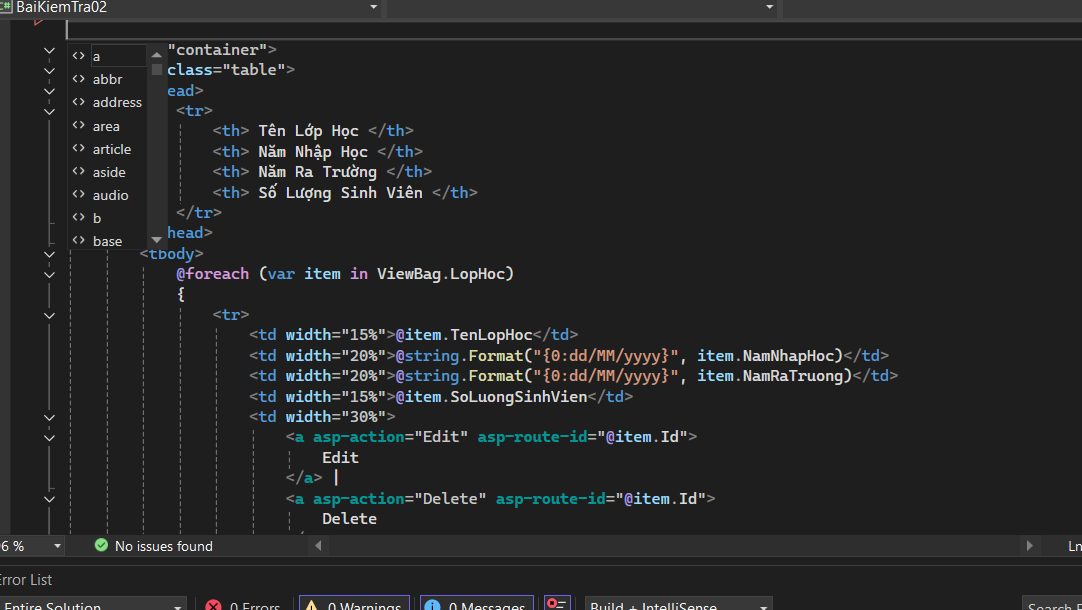 C# BaiKiemTra02
"container">
class="table">
ead>
<tr>
<th> Tên Lớp Học </th>
<th> Năm Nhập Học </th>
<th> Năm Ra Trường </th>
<th> Số Lượng Sinh Viên </th>
</tr>
head>
<> a
<> abbr
<> address
<> area
<> article
<> aside
<> audio
<> b
<> base
<tbody>
@foreach (var item in ViewBag.LopHoc)
{
<tr>
<td width="15%">@item.TenLopHoc</td>
<td width="20%">@string.Format("{0:dd/MM/yyyy}", item.NamNhapHoc)</td>
<td width="20%">@string.Format("{0:dd/MM/yyyy}", item.NamRaTruong)</td>
<td width="15%">@item.SoLuongSinhVien</td>
<td width="30%">
<a asp-action="Edit" asp-route-id="@item.Id">
Edit
</a> |
<a asp-action="Delete" asp-route-id="@item.Id">
Delete
6 % No issues found Ln
Error List
Entire Solution 0 Errors 0 Warnings 0 Messages Build + IntelliSense Search